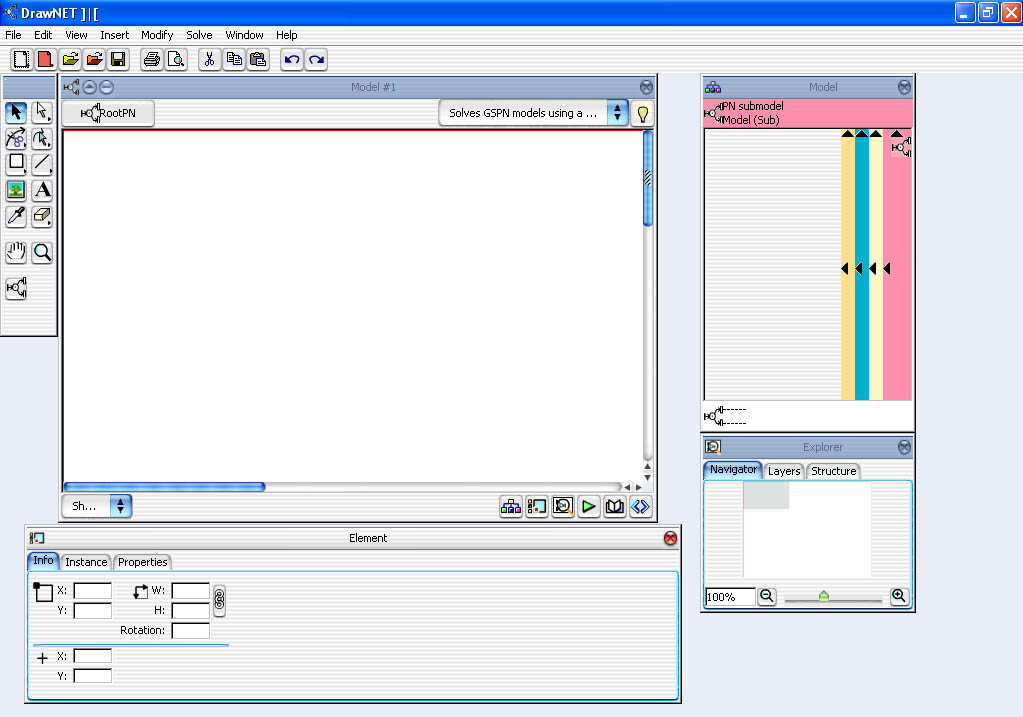 DrawNET ]|[
File Edit View Insert Modify Solve Window Help
Model #1
RootPN
Solves GSPN models using a ...
Sh...
Model
PN submodel
Model (Sub)
Explorer
Navigator Layers Structure
100%
Element
Info Instance Properties
X: W:
Y: H:
Rotation:
X:
Y:
A